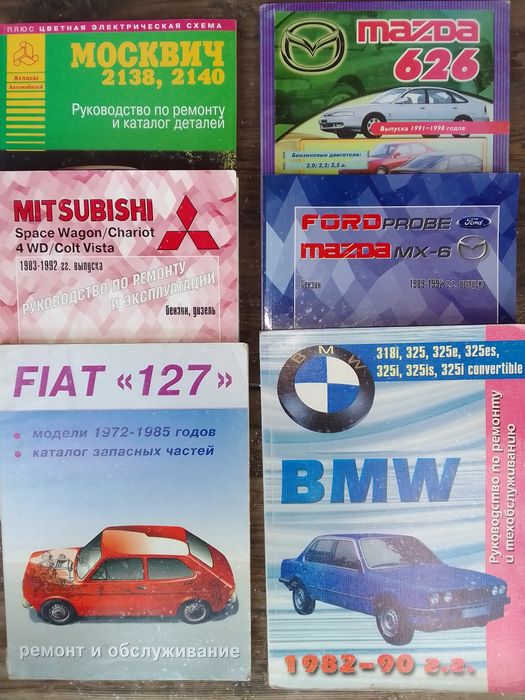 ПЛЮС ЦВЕТНАЯ ЭЛЕКТРИЧЕСКАЯ СХЕМА
Атласы
Автомобилей
МОСКВИЧ
2138, 2140
Руководство по ремонту
и каталог деталей
mazda
626
Выпуска 1991-1998 годов
Бензиновые двигатели:
2,0; 2,2; 2,5 л.
MITSUBISHI
Space Wagon/Chariot
4 WD/Colt Vista
1983-1992 гг. выпуска
РУКОВОДСТВО ПО РЕМОНТУ
И ЭКСПЛУАТАЦИИ
бензин, дизель
FORD PROBE Ford
mazda MX-6
бензин
1989-1992 г.г. выпуска
FIAT «127»
• модели 1972-1985 годов
• каталог запасных частей
ремонт и обслуживание
BMW
318i, 325, 325e, 325es,
325i, 325is, 325i convertible
BMW
Руководство по ремонту
и техобслуживанию
1982-90 г.г.